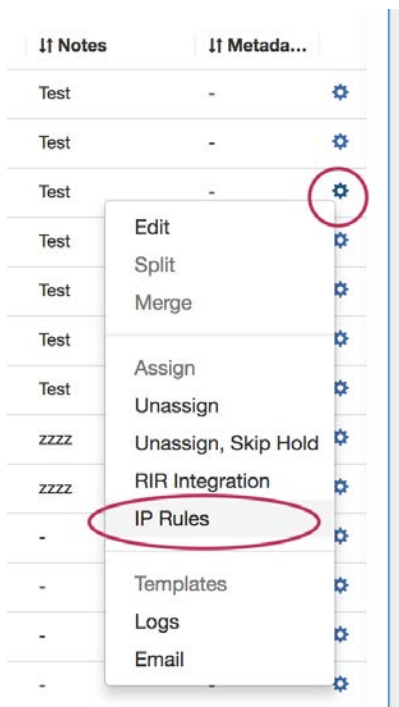 ↓↑ Notes ↓↑ Metada...
Test -
Test -
Test -
Test
Test
Test
Test
zzzz
zzzz
-
-
-
-
Edit
Split
Merge
Assign
Unassign
Unassign, Skip Hold
RIR Integration
IP Rules
Templates
Logs
Email